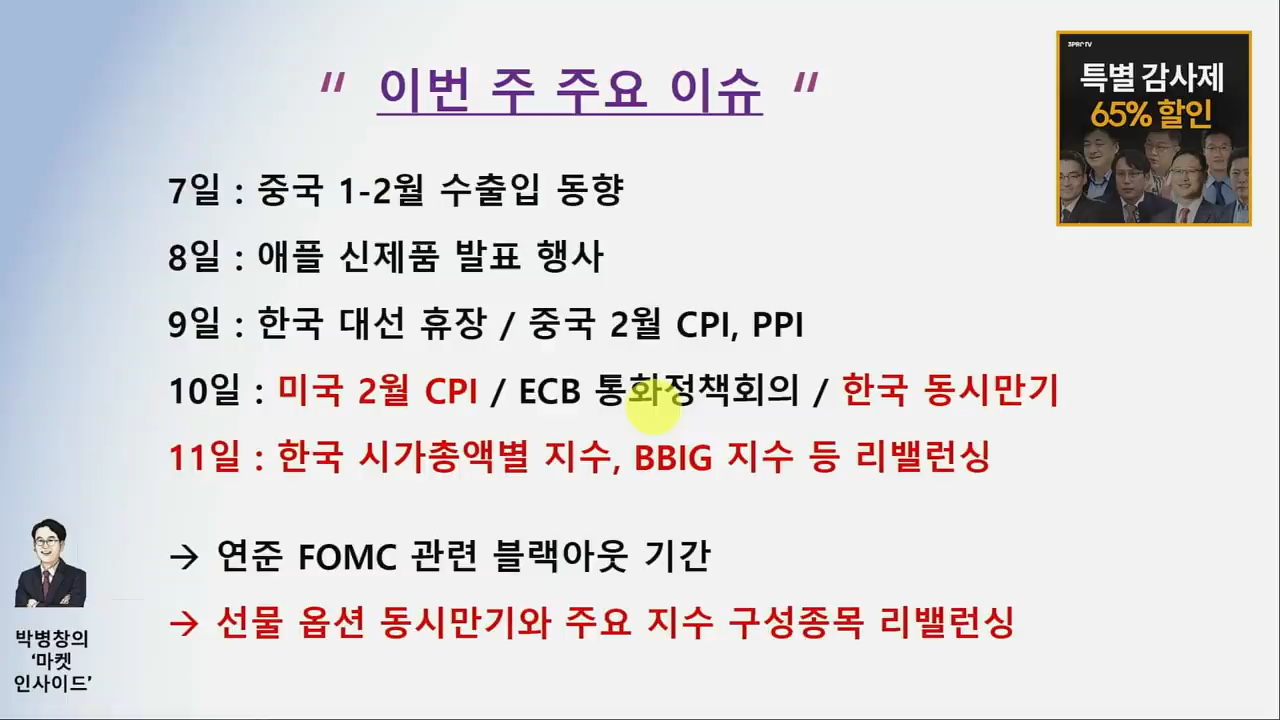 " 이번 주 주요 이슈 "
3PRO TV
특별 감사제
65% 할인
7일 : 중국 1-2월 수출입 동향
8일 : 애플 신제품 발표 행사
9일 : 한국 대선 휴장 / 중국 2월 CPI, PPI
10일 : 미국 2월 CPI / ECB 통화정책회의 / 한국 동시만기
11일 : 한국 시가총액별 지수, BBIG 지수 등 리밸런싱
→ 연준 FOMC 관련 블랙아웃 기간
→ 선물 옵션 동시만기와 주요 지수 구성종목 리밸런싱
박병창의
‘마켓
인사이드’